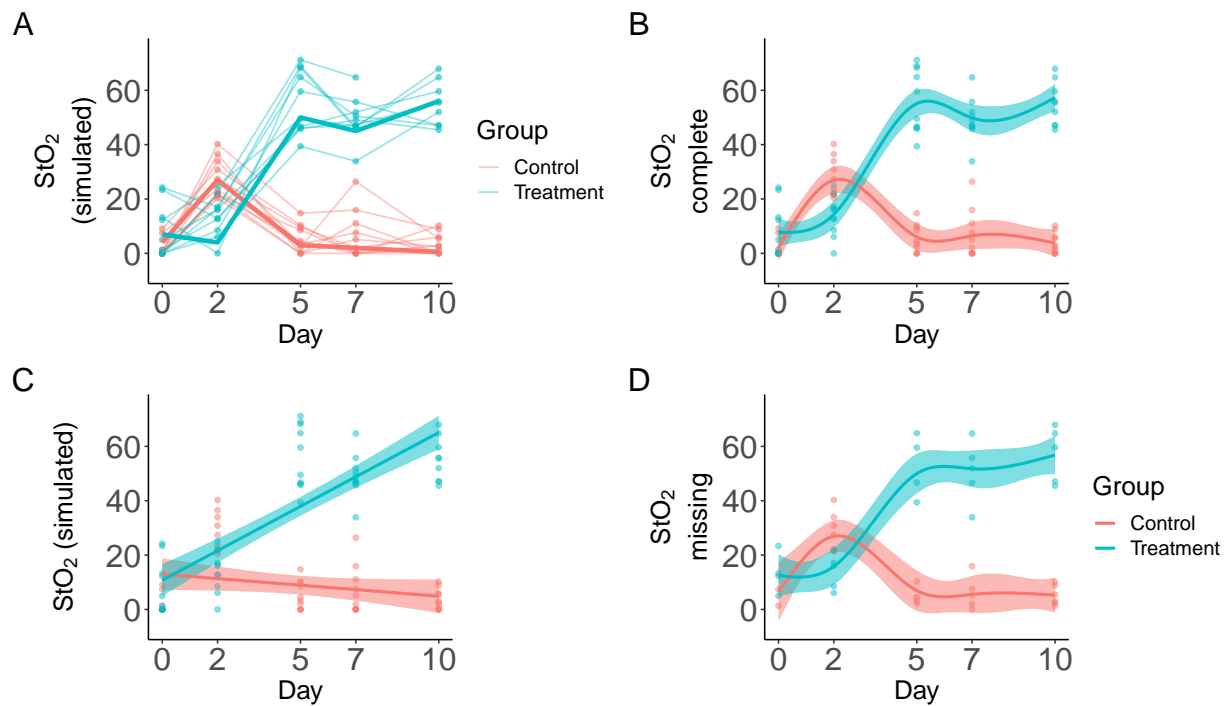 A
StO₂
(simulated)
60
40
20
0
0 2 5 7 10
Day
Group
Control
Treatment
B
StO₂
complete
60
40
20
0
0 2 5 7 10
Day
C
StO₂ (simulated)
60
40
20
0
0 2 5 7 10
Day
D
StO₂
missing
60
40
20
0
0 2 5 7 10
Day
Group
Control
Treatment